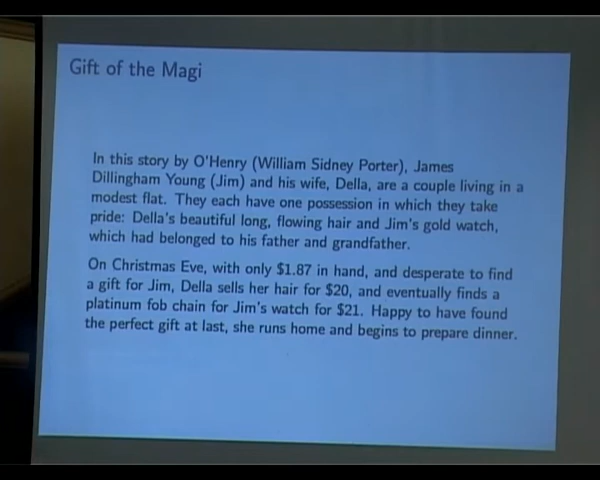 Gift of the Magi
In this story by O'Henry (William Sidney Porter), James
Dillingham Young (Jim) and his wife, Della, are a couple living in a
modest flat. They each have one possession in which they take
pride: Della's beautiful long, flowing hair and Jim's gold watch,
which had belonged to his father and grandfather.
On Christmas Eve, with only $1.87 in hand, and desperate to find
a gift for Jim, Della sells her hair for $20, and eventually finds a
platinum fob chain for Jim's watch for $21. Happy to have found
the perfect gift at last, she runs home and begins to prepare dinner.